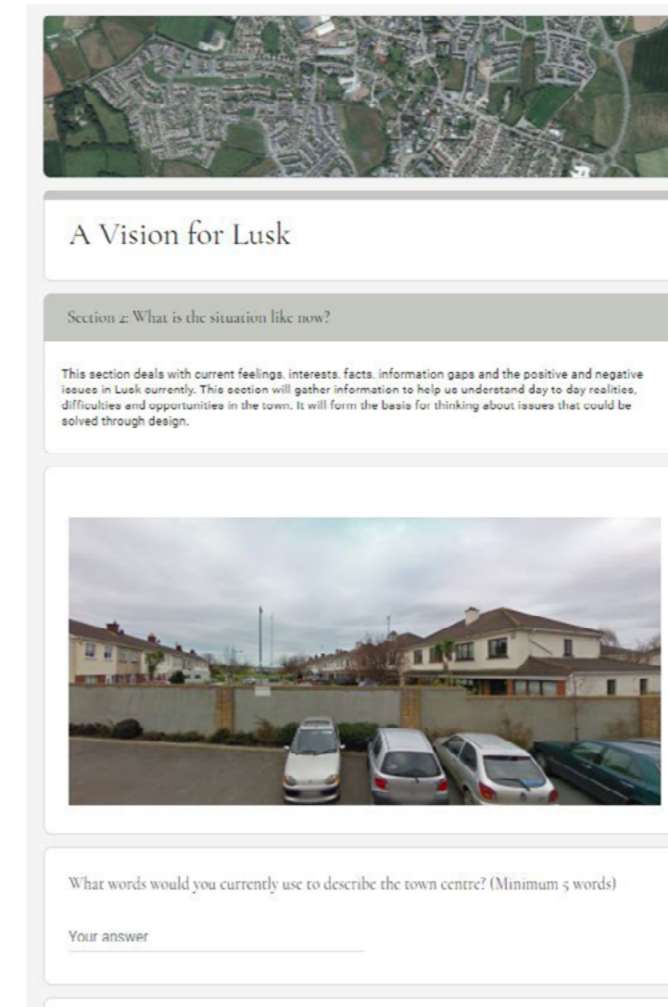 A Vision for Lusk
Section 2: What is the situation like now?
This section deals with current feelings, interests, facts, information gaps and the positive and negative
issues in Lusk currently. This section will gather information to help us understand day to day realities,
difficulties and opportunities in the town. It will form the basis for thinking about issues that could be
solved through design.
What words would you currently use to describe the town centre? (Minimum 5 words)
Your answer